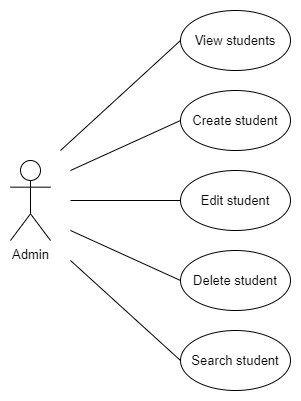 View students
Create student
Edit student
Admin
Delete student
Search student